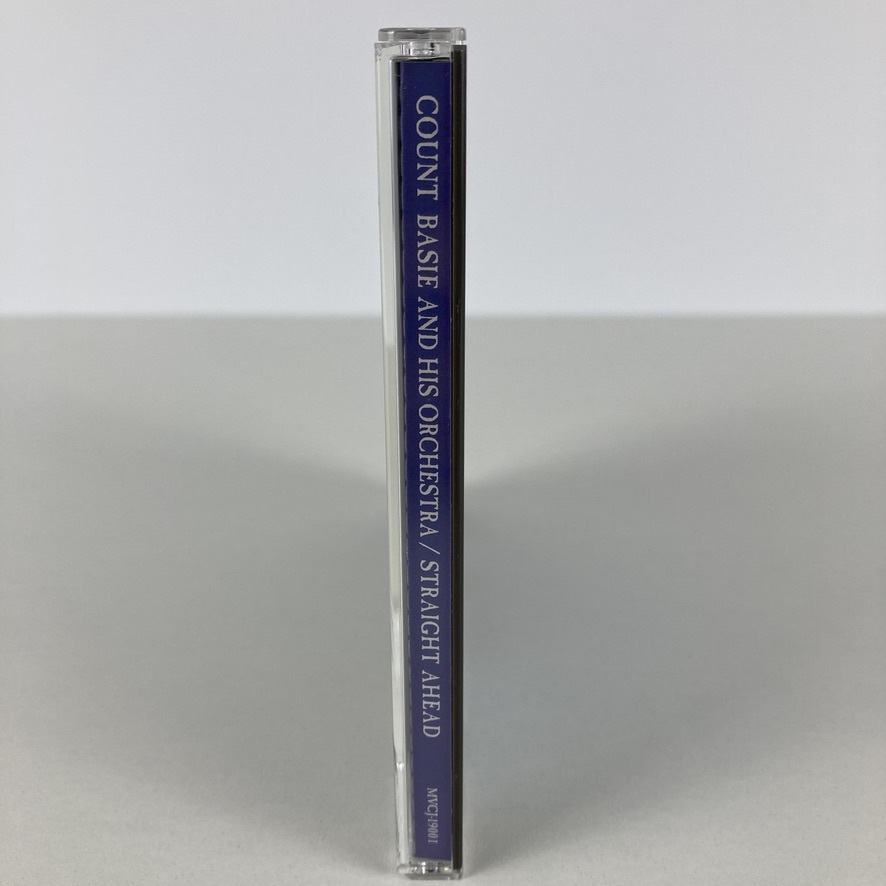 COUNT BASIE AND HIS ORCHESTRA / STRAIGHT AHEAD
MVCJ-19001